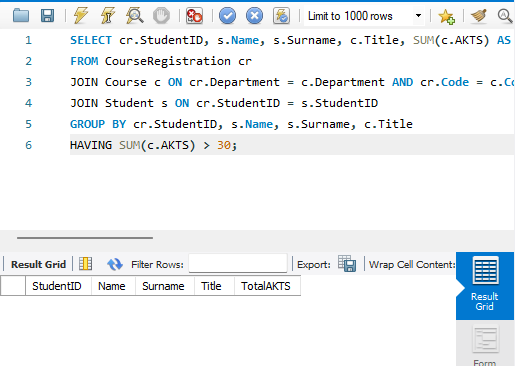 Limit to 1000 rows
1 SELECT cr.StudentID, s.Name, s.Surname, c.Title, SUM(c.AKTS) AS
2 FROM CourseRegistration cr
3 JOIN Course c ON cr.Department = c.Department AND cr.Code = c.Co
4 JOIN Student s ON cr.StudentID = s.StudentID
5 GROUP BY cr.StudentID, s.Name, s.Surname, c.Title
6 HAVING SUM(c.AKTS) > 30;
Result Grid Filter Rows: Export: Wrap Cell Content:
StudentID Name Surname Title TotalAKTS
Result
Grid
Form